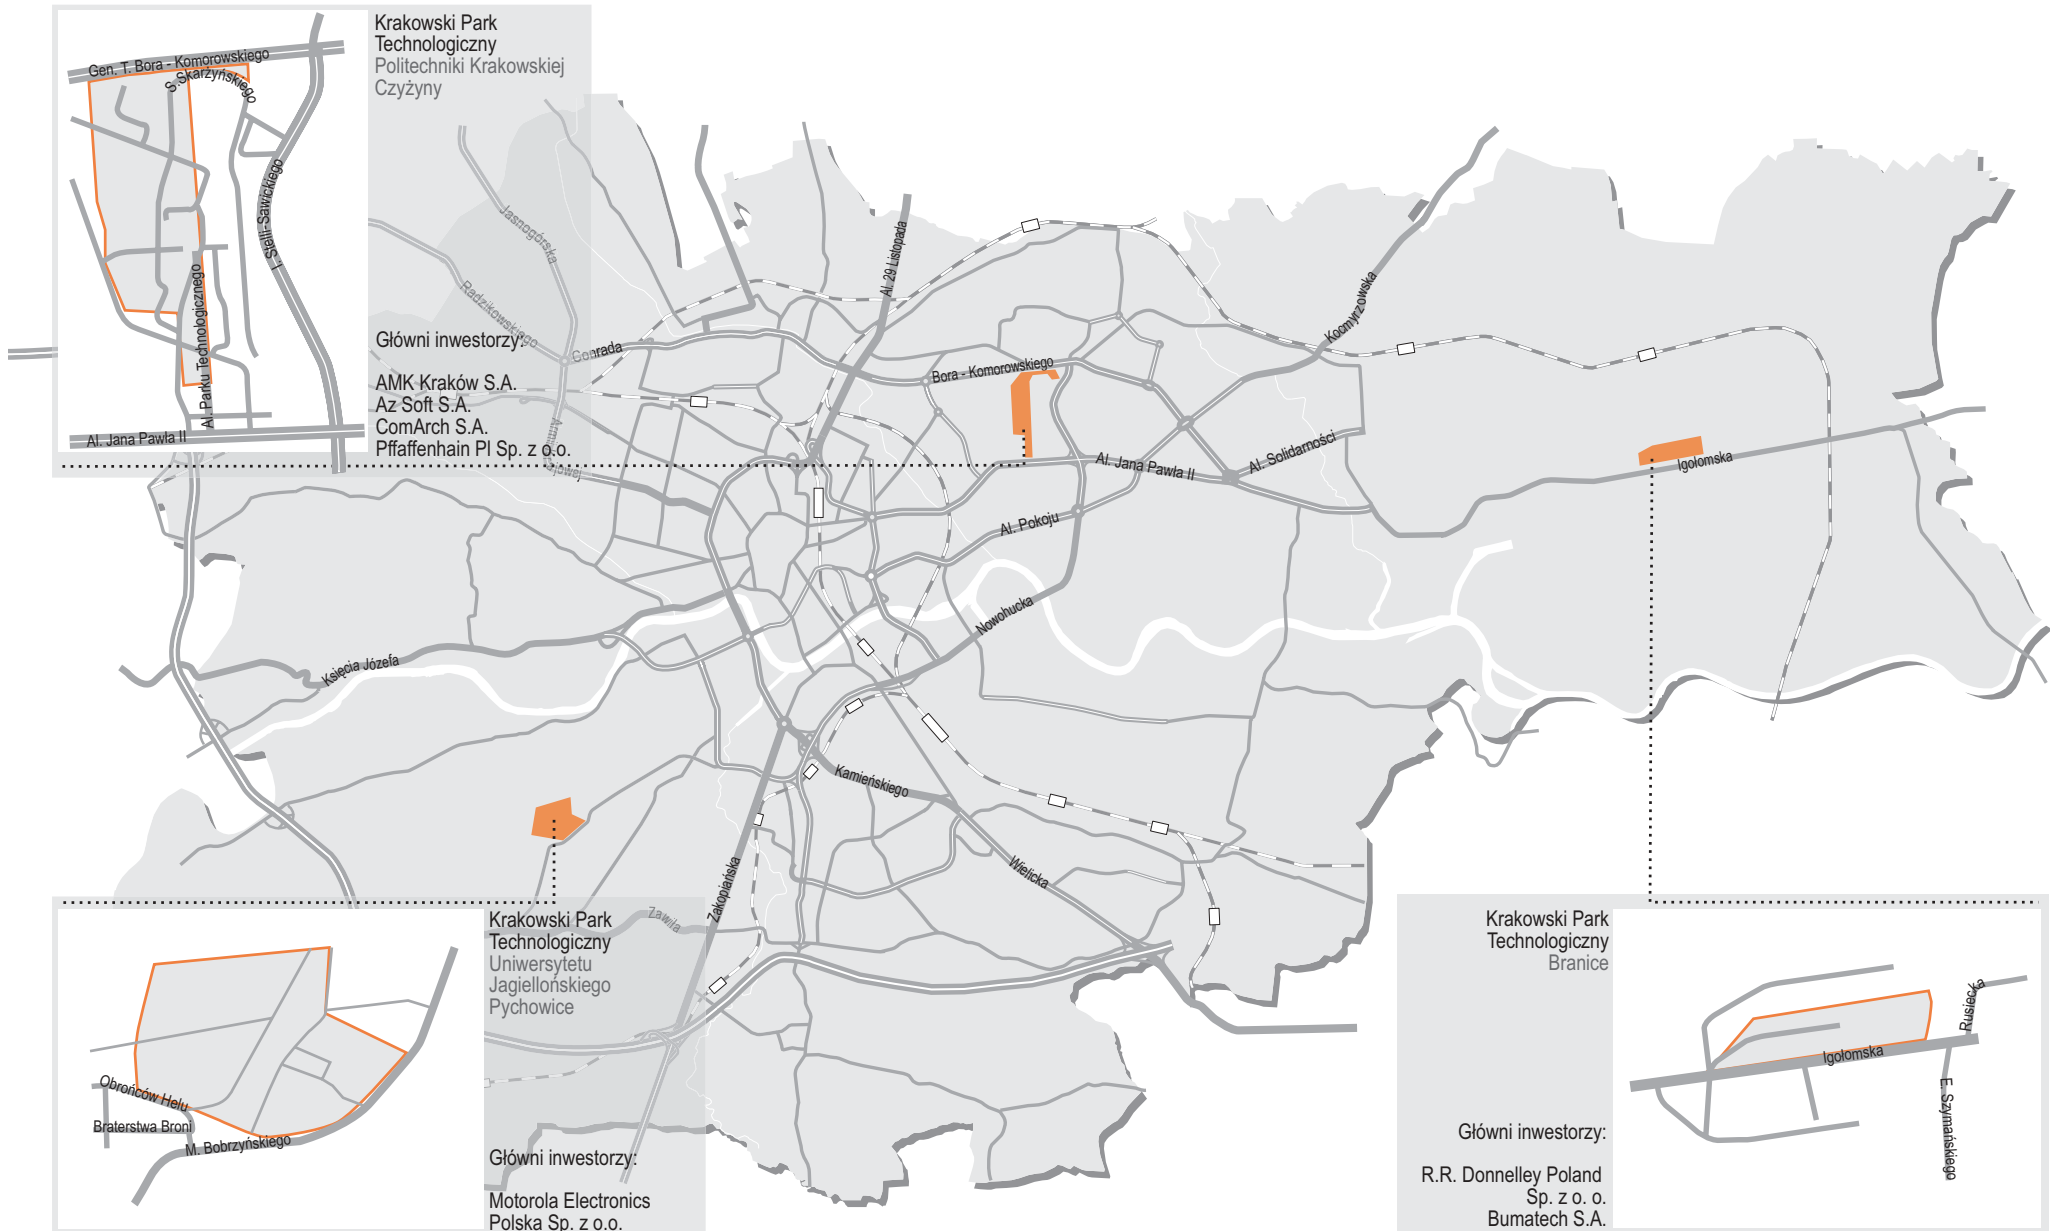 Krakowski Park
Technologiczny
Politechniki Krakowskiej
Czyżyny
Główni inwestorzy:
AMK Kraków S.A.
Az Soft S.A.
ComArch S.A.
Pffaffenhain Pl Sp. z o.o.
Gen. T. Bora - Komorowskiego
S. Skarżyńskiego
I. Stelli-Sawickiego
Al. Parku Technologicznego
Al. Jana Pawła II
Jasnogórska
Radzikowskiego
Conrada
Armii Krajowej
Al. 29 Listopada
Bora - Komorowskiego
Kocmyrzowska
Al. Jana Pawła II
Al. Solidarności
Igołomska
Al. Pokoju
Nowohucka
Księcia Józefa
Kamieńskiego
Wielicka
Zakopiańska
Zawiła
Krakowski Park
Technologiczny
Uniwersytetu
Jagiellońskiego
Pychowice
Główni inwestorzy:
Motorola Electronics
Polska Sp. z o.o.
Obrońców Helu
Braterstwa Broni
M. Bobrzyńskiego
Krakowski Park
Technologiczny
Branice
Główni inwestorzy:
R.R. Donnelley Poland
Sp. z o. o.
Bumatech S.A.
Rusiecka
Igołomska
E. Szymańskiego